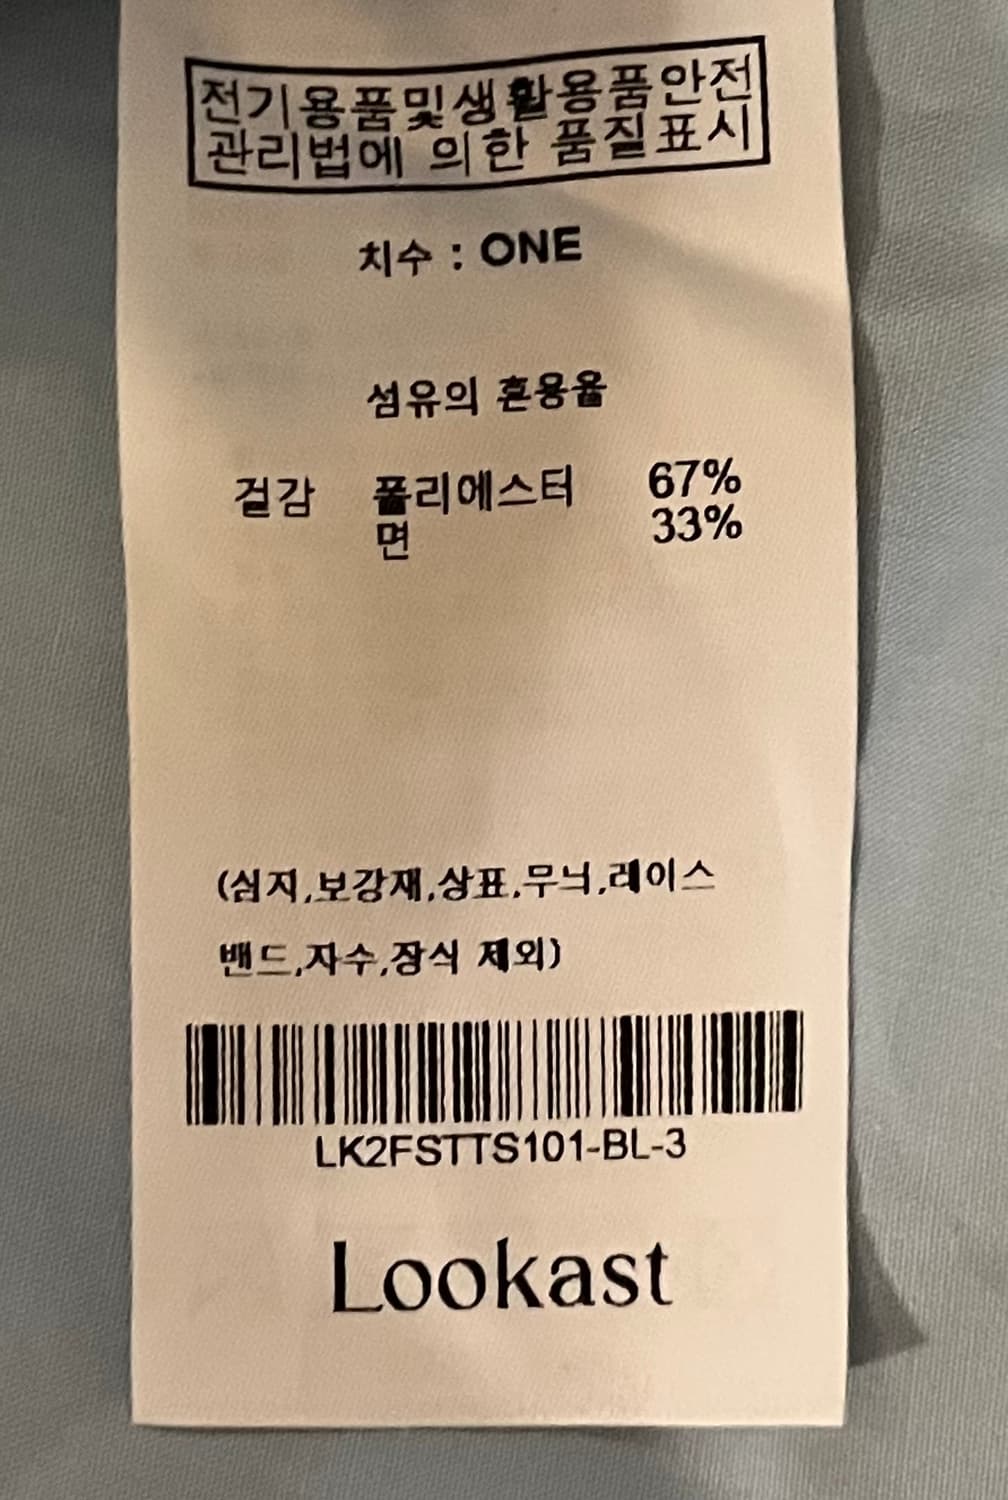 전기용품및생활용품안전
관리법에 의한 품질표시
치수 : ONE
섬유의 혼용율
겉감 폴리에스터 67%
면 33%
(심지,보강재,상표,무늬,레이스
밴드,자수,장식 제외)
LK2FSTTS101-BL-3
Lookast